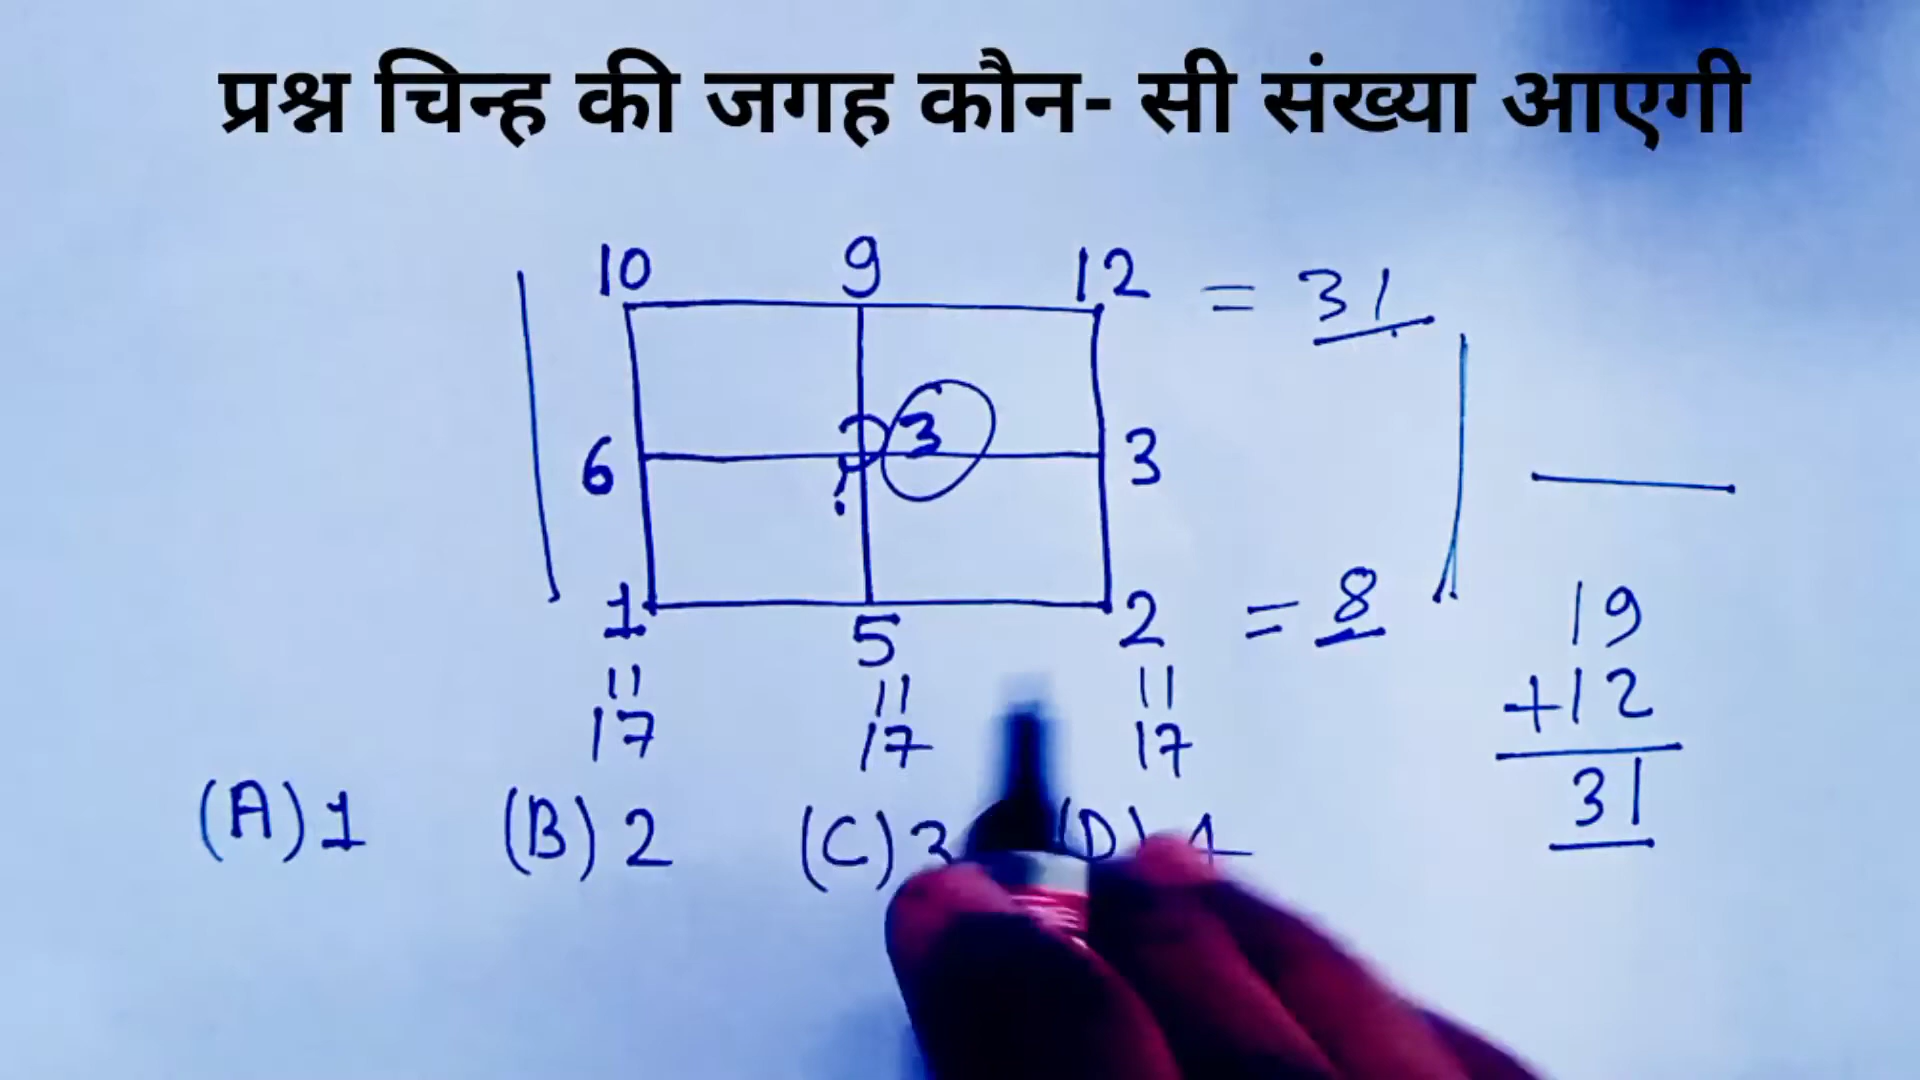 प्रश्न चिन्ह की जगह कौन- सी संख्या आएगी
10 9 12 = 31
6 ? 3 3
1 5 2 = 8
11 11 11
17 17 17
19
+12
31
(A) 1 (B) 2 (C) 3 (D) 4